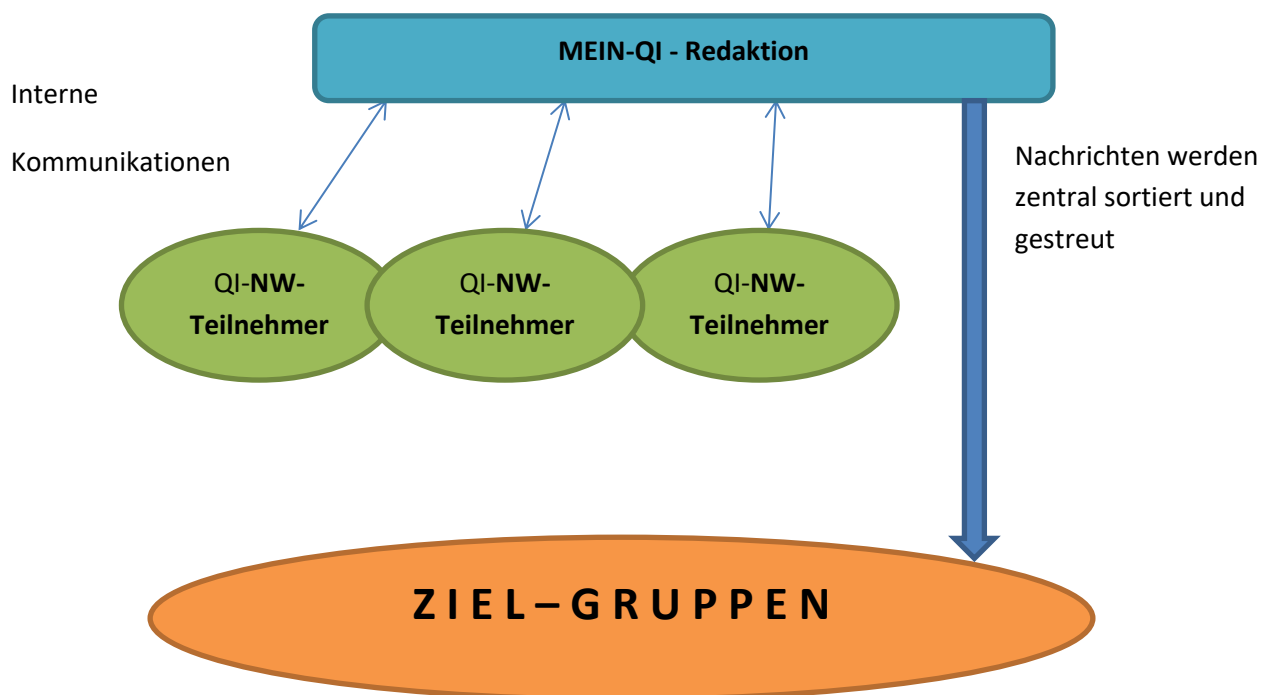 MEIN-QI - Redaktion
Interne
Kommunikationen
Nachrichten werden
zentral sortiert und
gestreut
QI-NW-
Teilnehmer
QI-NW-
Teilnehmer
QI-NW-
Teilnehmer
Z I E L – G R U P P E N